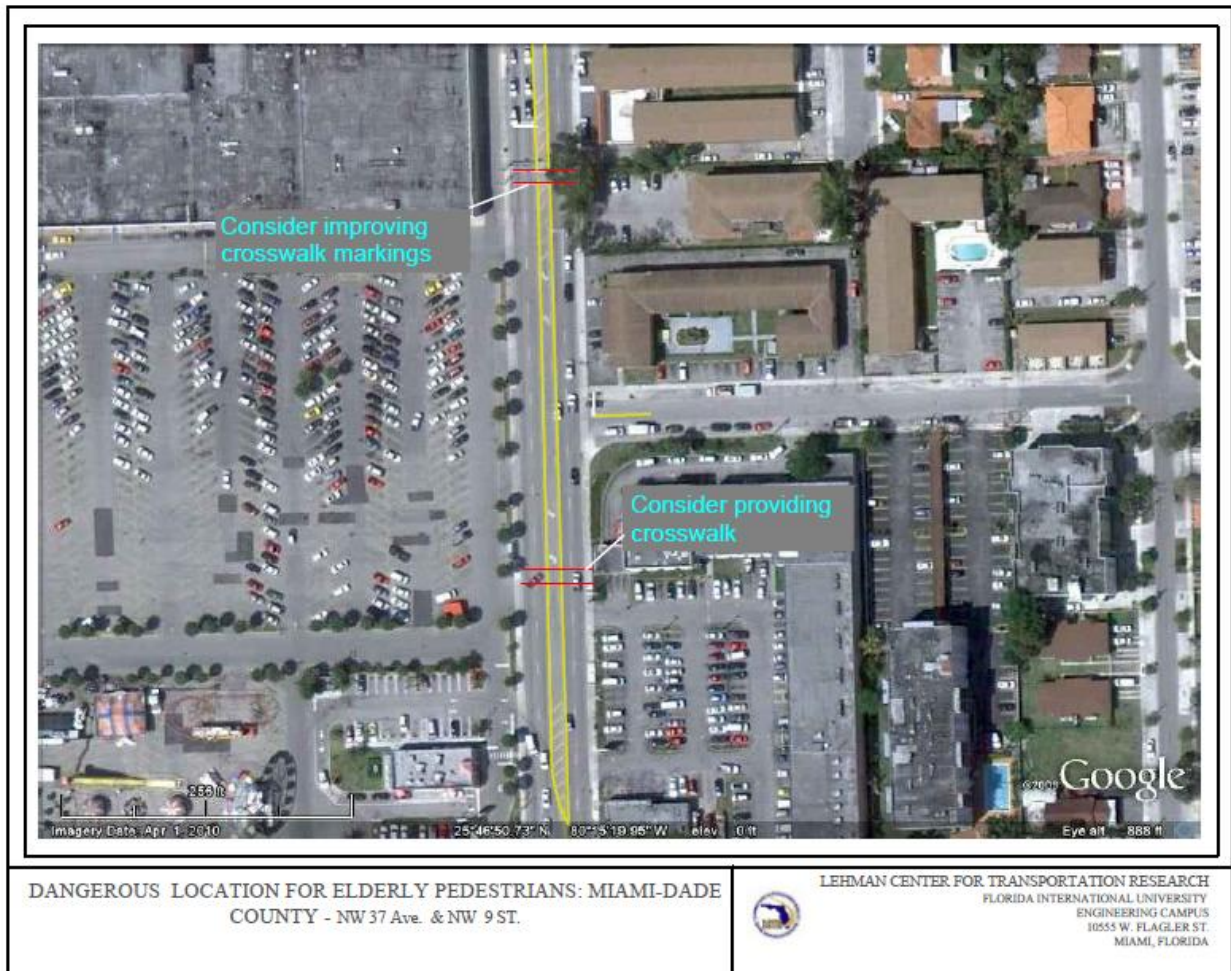 Consider improving
crosswalk markings
Consider providing
crosswalk
256 ft
©2009 Google
Imagery Date: Apr 1, 2010
25°46'50.73" N 80°15'19.95" W elev 0 ft
Eye alt 888 ft
DANGEROUS LOCATION FOR ELDERLY PEDESTRIANS: MIAMI-DADE
COUNTY - NW 37 Ave. & NW 9 ST.
LEHMAN CENTER FOR TRANSPORTATION RESEARCH
FLORIDA INTERNATIONAL UNIVERSITY
ENGINEERING CAMPUS
10555 W. FLAGLER ST.
MIAMI, FLORIDA